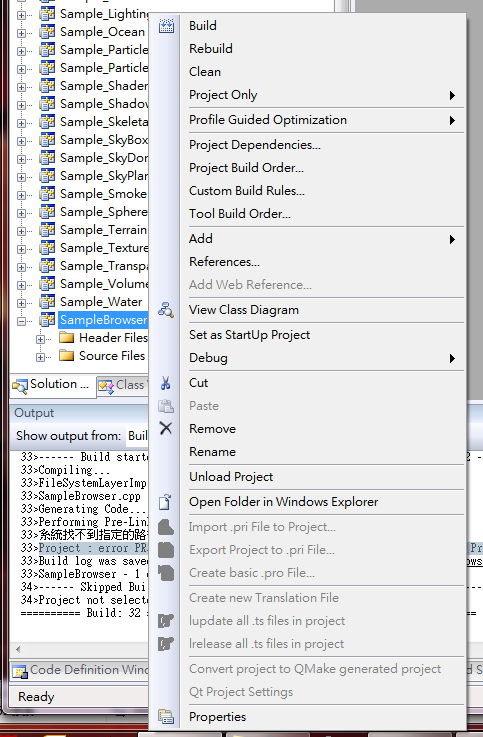 Sample_Lighting
Sample_Ocean
Sample_Particle
Sample_Particle
Sample_Shader
Sample_Shadow
Sample_Skeleta
Sample_SkyBox
Sample_SkyDor
Sample_SkyPlan
Sample_Smoke
Sample_Sphere
Sample_Terrain
Sample_Texture
Sample_Transpa
Sample_Volume
Sample_Water
SampleBrowser
Header Files
Source Files
Solution ...
Class
Output
Show output from: Buil
33>------ Build starte
33>Compiling...
33>FileSystemLayerImp
33>SampleBrowser.cpp
33>Generating Code...
33>Performing Pre-Lin
33>系統找不到指定的路
33>Project : error PR
33>Build log was saved
33>SampleBrowser - 1
34>------ Skipped Bui
34>Project not selecte
========== Build: 32
Code Definition Wind
Ready
Build
Rebuild
Clean
Project Only
Profile Guided Optimization
Project Dependencies...
Project Build Order...
Custom Build Rules...
Tool Build Order...
Add
References...
Add Web Reference...
View Class Diagram
Set as StartUp Project
Debug
Cut
Paste
Remove
Rename
Unload Project
Open Folder in Windows Explorer
Import .pri File to Project...
Export Project to .pri File...
Create basic .pro File...
Create new Translation File
lupdate all .ts files in project
lrelease all .ts files in project
Convert project to QMake generated project
Qt Project Settings
Properties